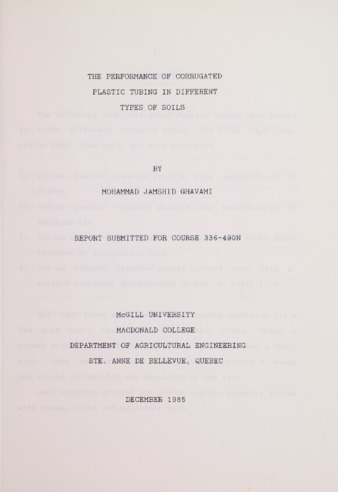 THE PERFORMANCE OF CORRUGATED
PLASTIC TUBING IN DIFFERENT
TYPES OF SOILS
BY
MOHAMMAD JAMSHID GHAVAMI
REPORT SUBMITTED FOR COURSE 336-490N
McGILL UNIVERSITY
MACDONALD COLLEGE
DEPARTMENT OF AGRICULTURAL ENGINEERING
STE. ANNE DE BELLEVUE, QUEBEC
DECEMBER 1985